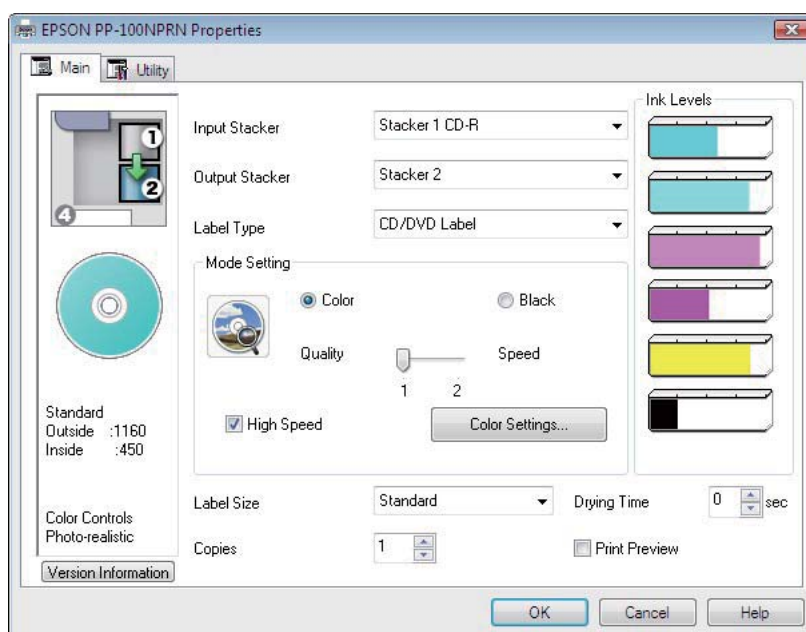 EPSON PP-100NPRN Properties
Main
Utility
1
2
4
Standard
Outside :1160
Inside :450
Color Controls
Photo-realistic
Version Information
Input Stacker
Stacker 1 CD-R
Output Stacker
Stacker 2
Label Type
CD/DVD Label
Mode Setting
Color
Black
Quality
Speed
1 2
High Speed
Color Settings...
Label Size
Standard
Drying Time
0
sec
Copies
1
Print Preview
Ink Levels
OK
Cancel
Help